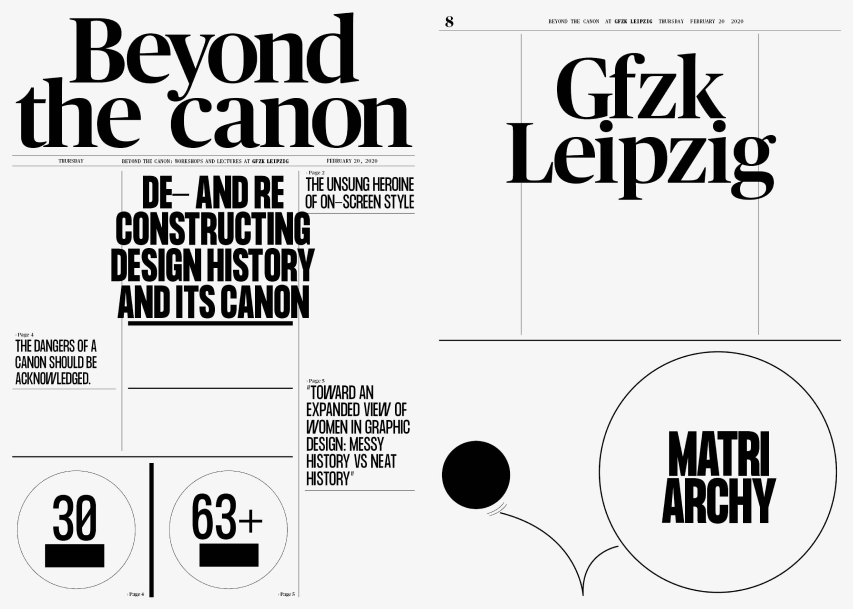 Beyond
the canon
THURSDAY
BEYOND THE CANON: WORKSHOPS AND LECTURES AT GFZK LEIPZIG
FEBRUARY 20, 2020
DE– AND RE
CONSTRUCTING
DESIGN HISTORY
AND ITS CANON
-Page 2
THE UNSUNG HEROINE
OF ON–SCREEN STYLE
-Page 4
THE DANGERS OF A
CANON SHOULD BE
ACKNOWLEDGED.
-Page 5
"TOWARD AN
EXPANDED VIEW OF
WOMEN IN GRAPHIC
DESIGN: MESSY
HISTORY VS NEAT
HISTORY"
30
-Page 4
63+
-Page 5
8
BEYOND THE CANON AT GFZK LEIPZIG THURSDAY FEBRUARY 20 2020
Gfzk
Leipzig
MATRI
ARCHY